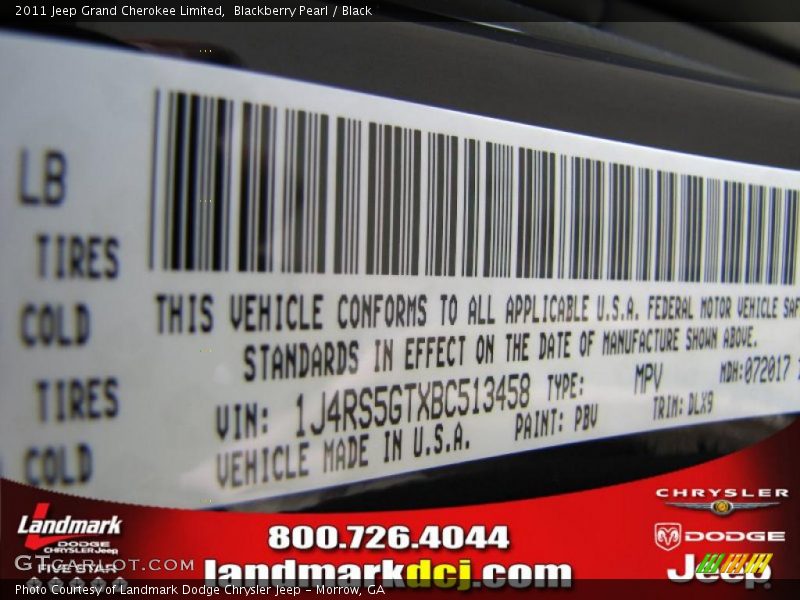 2011 Jeep Grand Cherokee Limited,  Blackberry Pearl / Black
LB
TIRES
COLD
TIRES
COLD
THIS VEHICLE CONFORMS TO ALL APPLICABLE U.S.A. FEDERAL MOTOR VEHICLE SAF
STANDARDS IN EFFECT ON THE DATE OF MANUFACTURE SHOWN ABOVE.
VIN: 1J4RS5GTXBC513458 TYPE: MPV MDH:072017
VEHICLE MADE IN U.S.A. PAINT: PBV TRIM: DLX9
Landmark
DODGE
CHRYSLER Jeep
FIVE STAR
GTCARLOT.COM
800.726.4044
landmarkdcj.com
CHRYSLER
DODGE
Jeep
Photo Courtesy of Landmark Dodge Chrysler Jeep - Morrow, GA